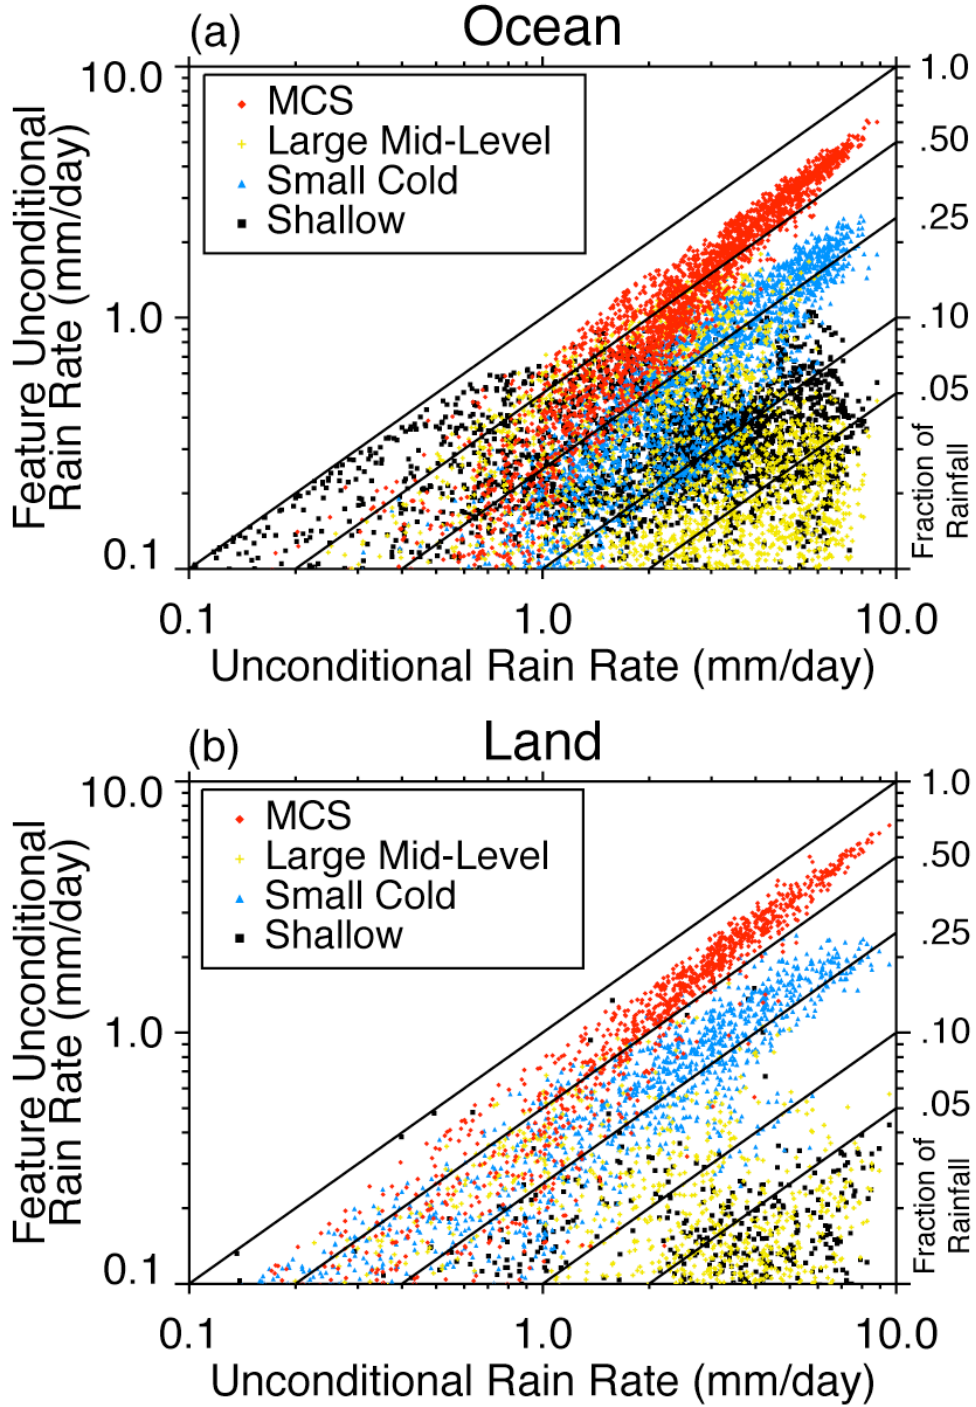 (a) Ocean
10.0
1.0
0.1
Feature Unconditional
Rain Rate (mm/day)
MCS
Large Mid-Level
Small Cold
Shallow
1.0
.50
.25
.10
.05
Fraction of
Rainfall
0.1 1.0 10.0
Unconditional Rain Rate (mm/day)
(b) Land
10.0
1.0
0.1
Feature Unconditional
Rain Rate (mm/day)
MCS
Large Mid-Level
Small Cold
Shallow
1.0
.50
.25
.10
.05
Fraction of
Rainfall
0.1 1.0 10.0
Unconditional Rain Rate (mm/day)